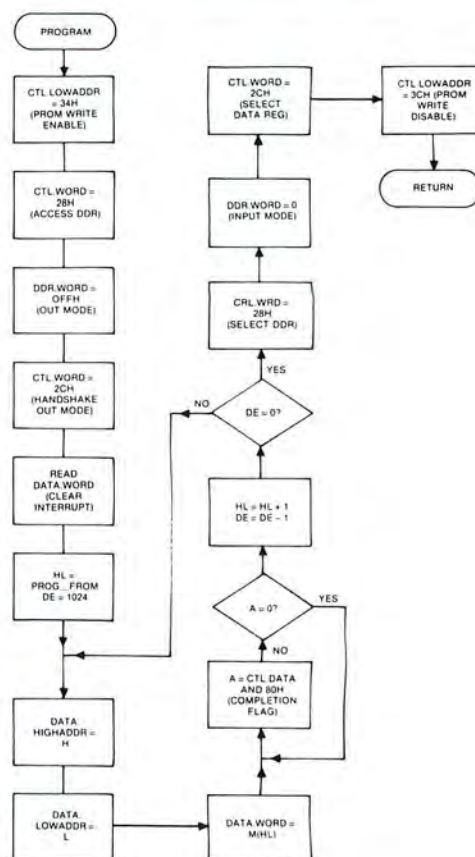 PROGRAM
CTL.LOWADDR
= 34H
(PROM WRITE
ENABLE)
CTL.WORD =
28H
(ACCESS DDR)
DDR.WORD =
OFFH
(OUT MODE)
CTL.WORD =
2CH
(HANDSHAKE
OUT MODE)
READ
DATA.WORD
(CLEAR
INTERRUPT)
HL =
PROG_FROM
DE = 1024
DATA
HIGHADDR =
H
DATA.
LOWADDR =
L
DATA.WORD =
M(HL)
A = CTL.DATA
AND 80H
(COMPLETION
FLAG)
NO
A = 0?
YES
HL = HL + 1
DE = DE - 1
DE = 0?
NO
YES
CRL.WRD =
28H
(SELECT DDR)
DDR.WORD = 0
(INPUT MODE)
CTL.WORD =
2CH
(SELECT
DATA REG)
CTL.LOWADDR
= 3CH (PROM
WRITE
DISABLE)
RETURN